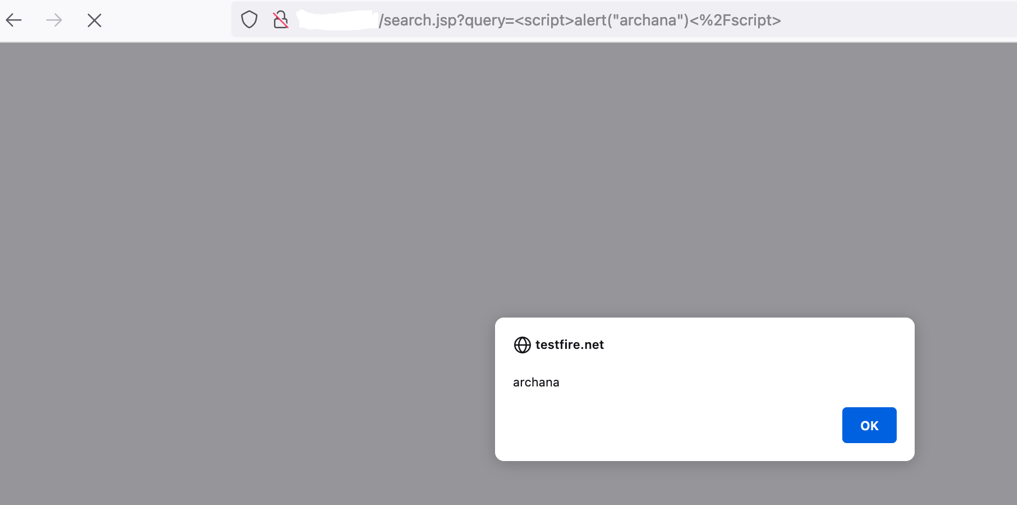 /search.jsp?query=<script>alert("archana")<%2Fscript>
testfire.net
archana
OK